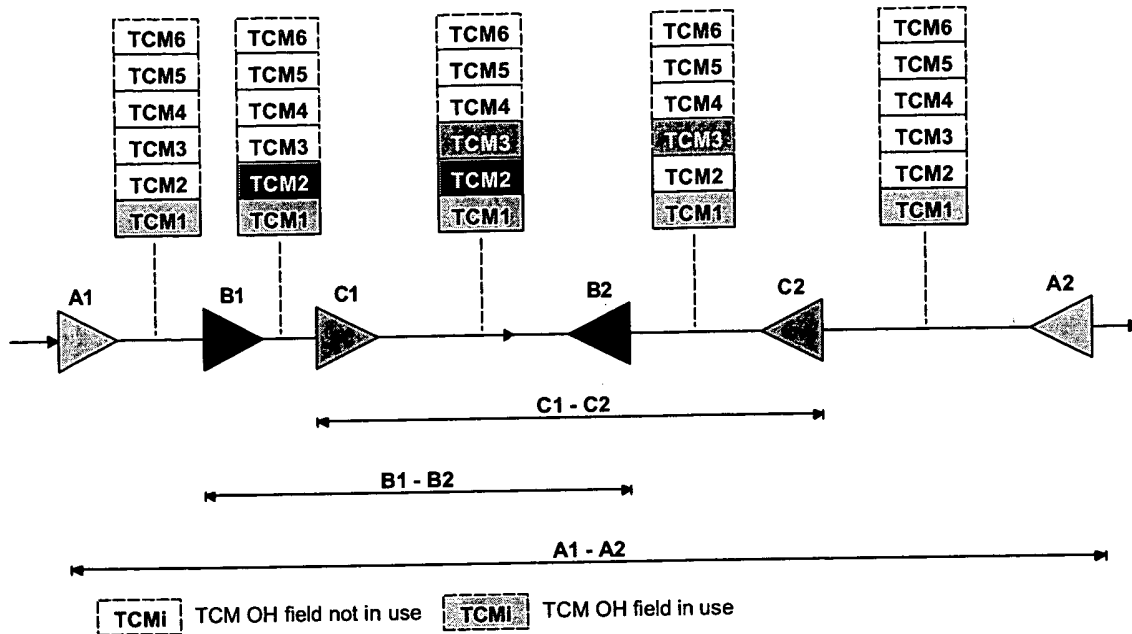 TCM6 TCM6 TCM6 TCM6 TCM6
TCM5 TCM5 TCM5 TCM5 TCM5
TCM4 TCM4 TCM4 TCM4 TCM4
TCM3 TCM3 TCM3 TCM3 TCM3
TCM2 TCM2 TCM2 TCM2 TCM2
TCM1 TCM1 TCM1 TCM1 TCM1
A1 B1 C1 B2 C2 A2
C1 - C2
B1 - B2
A1 - A2
TCMi TCM OH field not in use TCMi TCM OH field in use